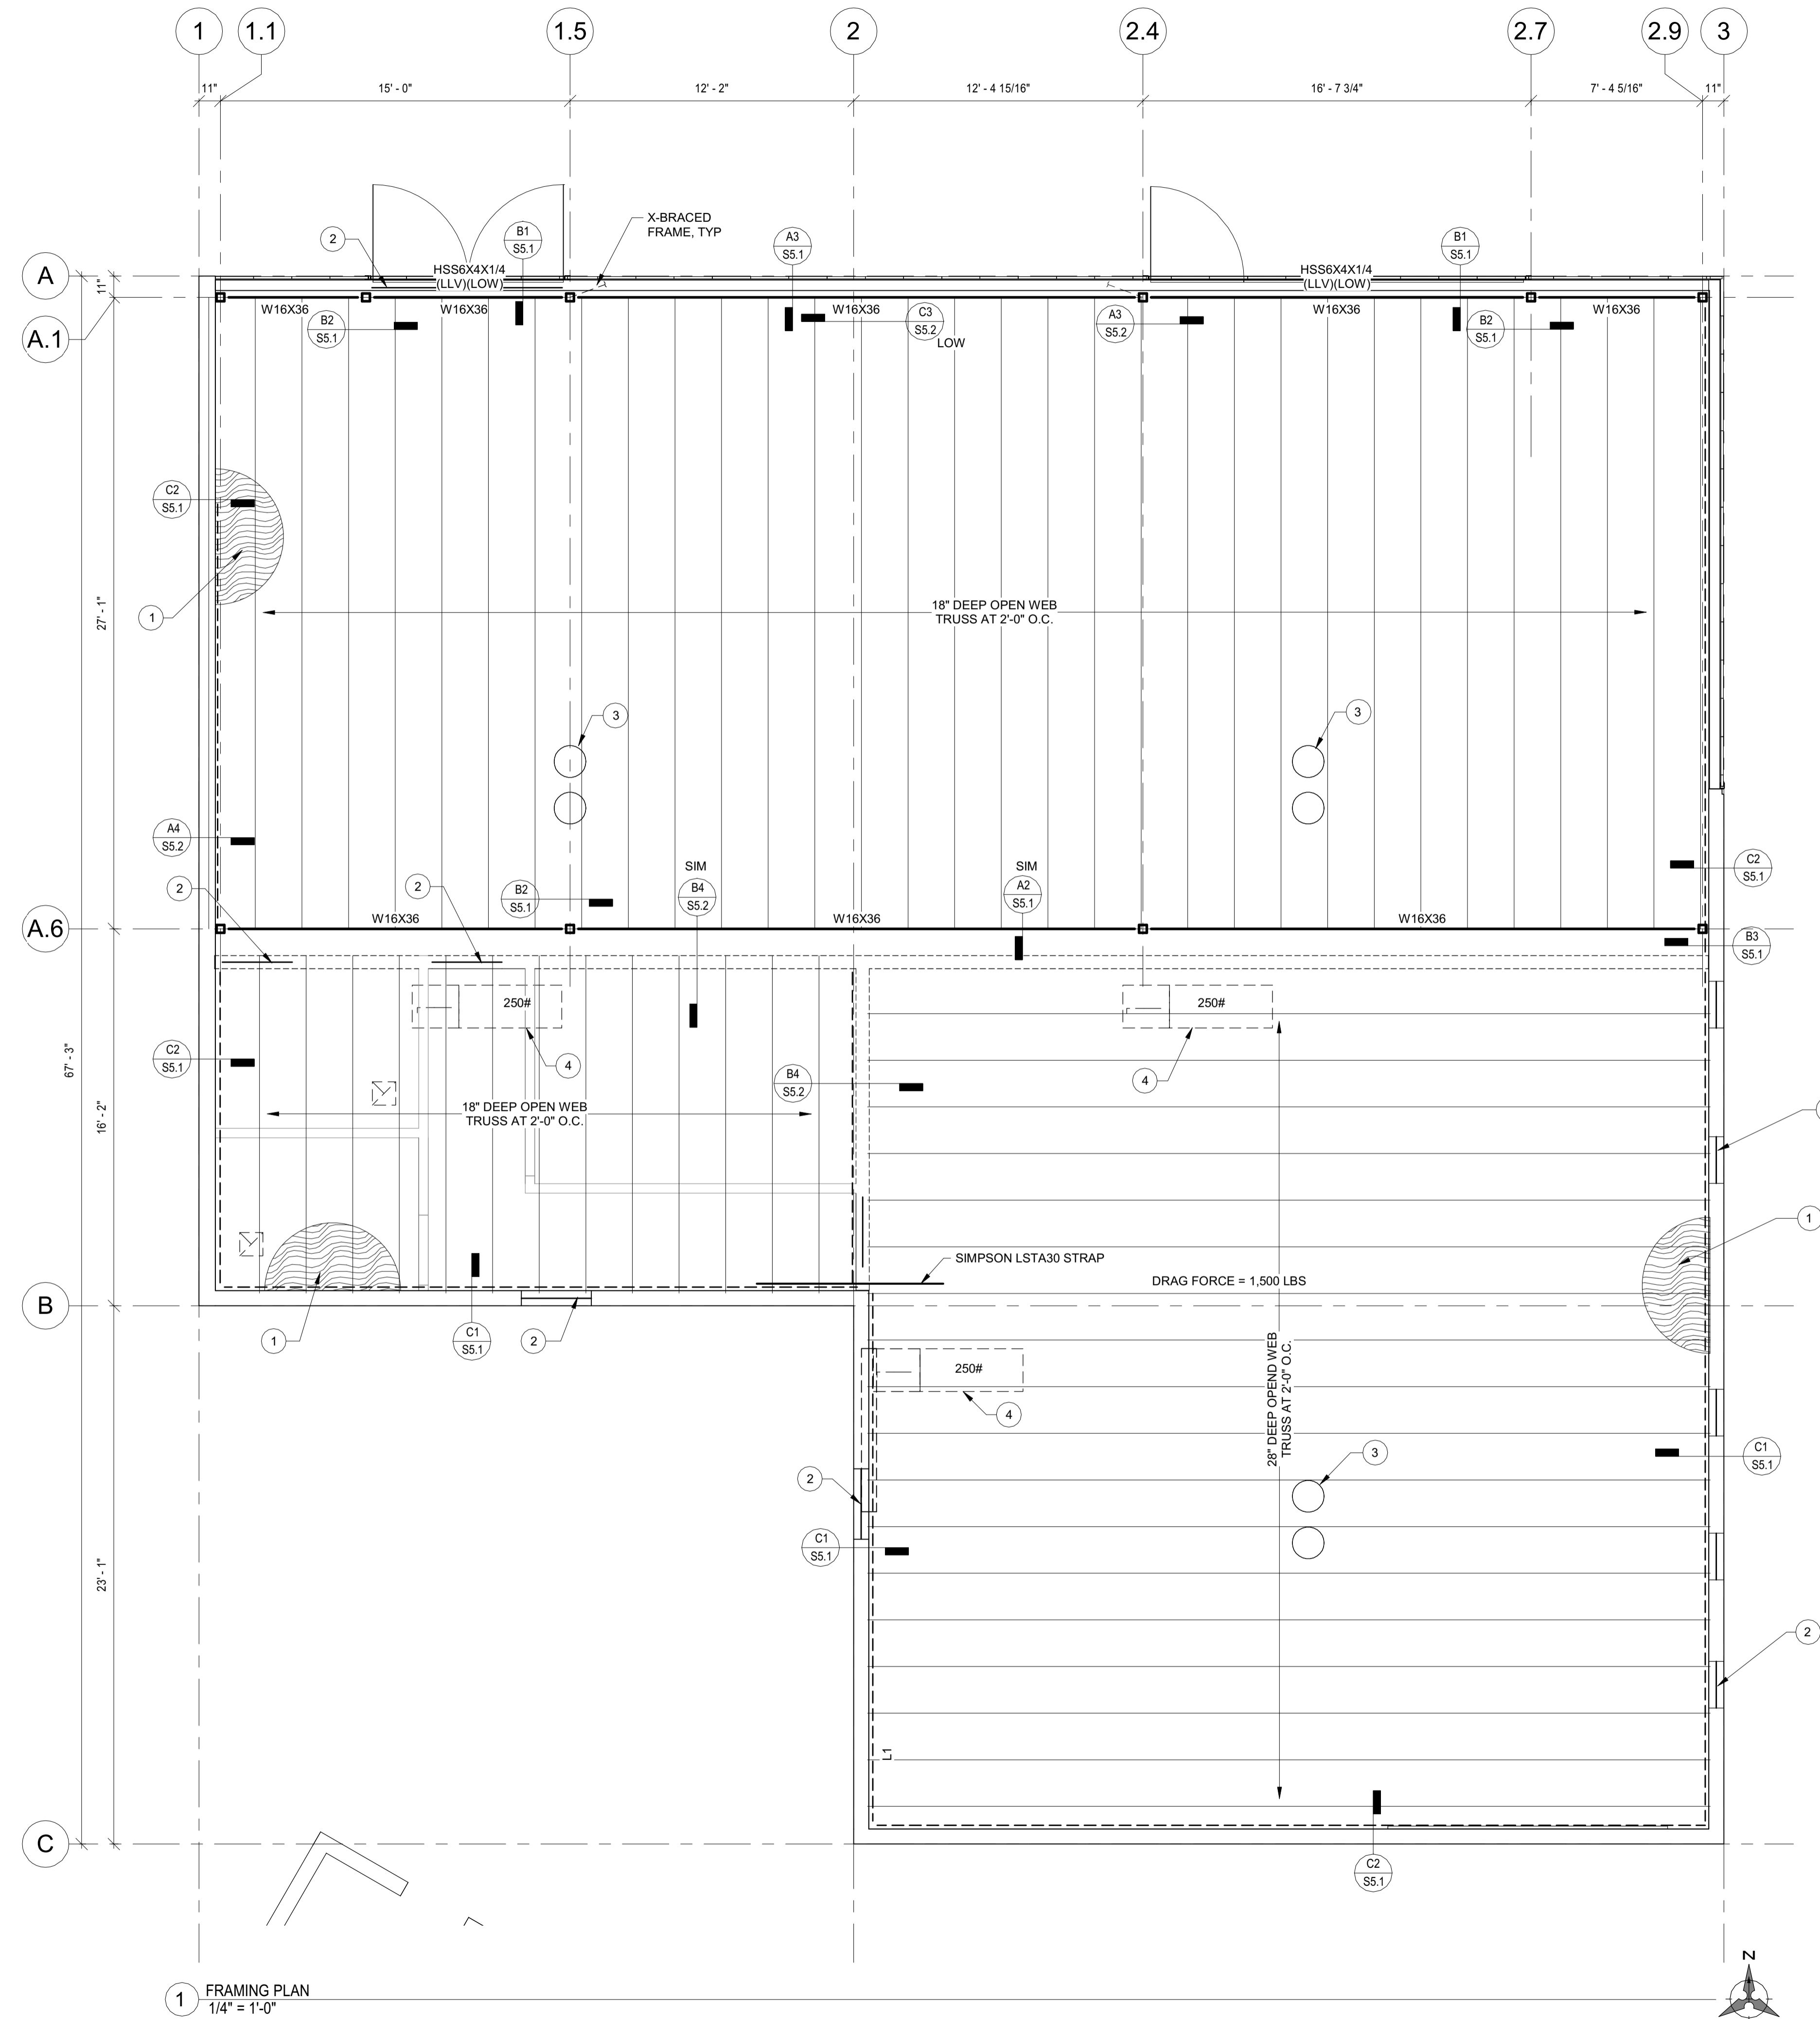 1
1.1
1.5
2
2.4
2.7
2.9
3
11"
15' - 0"
12' - 2"
12' - 4 15/16"
16' - 7 3/4"
7' - 4 5/16"
11"
X-BRACED
FRAME, TYP
2
B1
S5.1
A3
S5.1
B1
S5.1
A
11"
HSS6X4X1/4
(LLV)(LOW)
HSS6X4X1/4
(LLV)(LOW)
A.1
W16X36
W16X36
W16X36
W16X36
W16X36
B2
S5.1
C3
S5.2
LOW
A3
S5.2
B2
S5.1
C2
S5.1
1
27' - 1"
18" DEEP OPEN WEB
TRUSS AT 2'-0" O.C.
3
3
A4
S5.2
2
2
B2
S5.1
SIM
B4
S5.2
SIM
A2
S5.1
C2
S5.1
A.6
W16X36
W16X36
W16X36
B3
S5.1
250#
250#
67' - 3"
C2
S5.1
4
B4
S5.2
4
16' - 2"
18" DEEP OPEN WEB
TRUSS AT 2'-0" O.C.
1
SIMPSON LSTA30 STRAP
DRAG FORCE = 1,500 LBS
B
1
C1
S5.1
2
250#
4
28" DEEP OPEND WEB
TRUSS AT 2'-0" O.C.
3
C1
S5.1
2
C1
S5.1
23' - 1"
2
L1
C
C2
S5.1
1
FRAMING PLAN
1/4" = 1'-0"
N